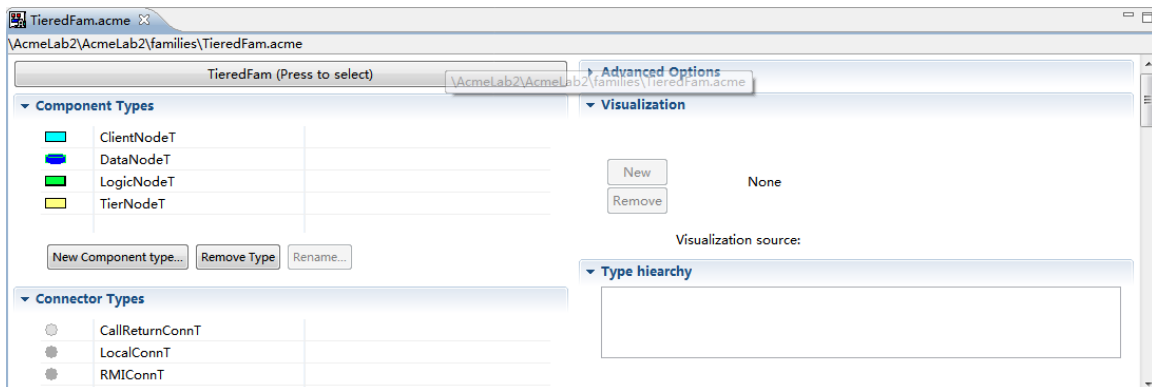 TieredFam.acme
\AcmeLab2\AcmeLab2\families\TieredFam.acme
TieredFam (Press to select)
\AcmeLab2\AcmeLab2\families\TieredFam.acme
Advanced Options
Component Types
ClientNodeT
DataNodeT
LogicNodeT
TierNodeT
New Component type...
Remove Type
Rename...
Connector Types
CallReturnConnT
LocalConnT
RMIConnT
Visualization
New
None
Remove
Visualization source:
Type hiearchy